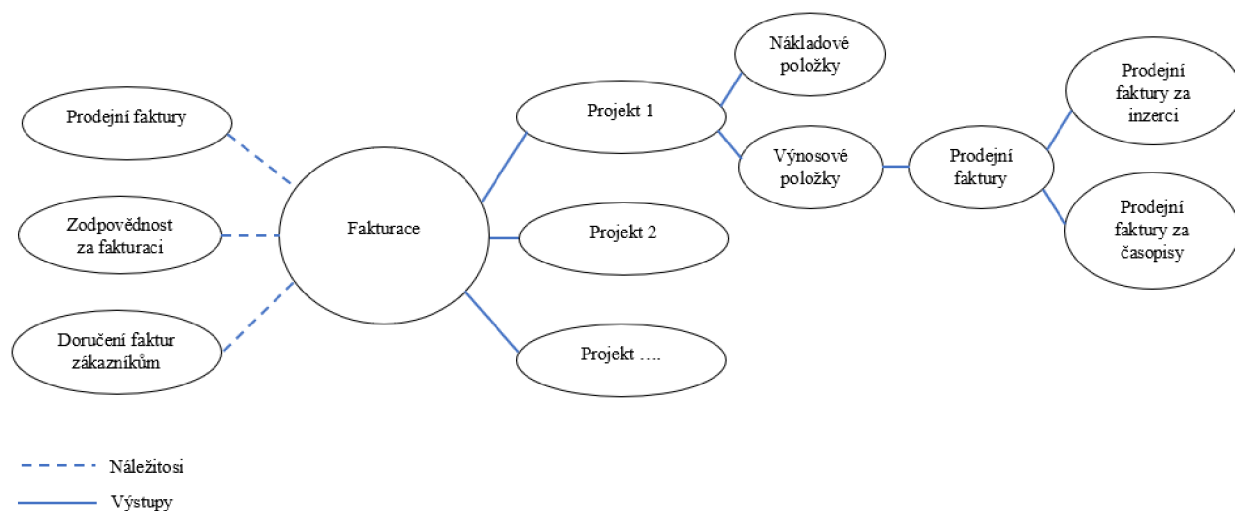 Prodejní faktury
Zodpovědnost
za fakturaci
Doručení faktur
zákazníkům
Fakturace
Projekt 1
Projekt 2
Projekt ….
Nákladové
položky
Výnosové
položky
Prodejní
faktury
Prodejní
faktury za
inzerci
Prodejní
faktury za
časopisy
Náležitosi
Výstupy